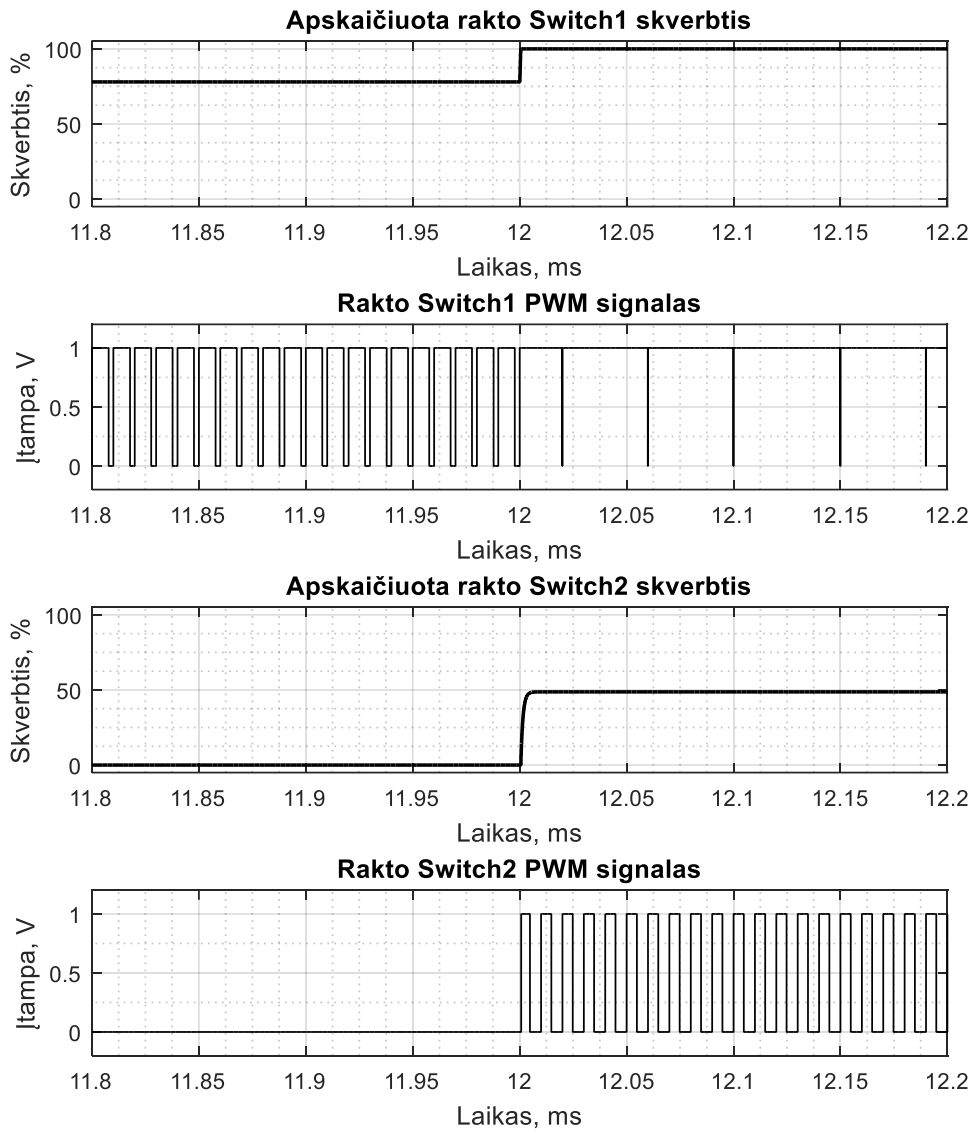 Apskaičiuota rakto Switch1 skverbtis
Skverbtis, %
100
50
0
11.8 11.85 11.9 11.95 12 12.05 12.1 12.15 12.2
Laikas, ms
Rakto Switch1 PWM signalas
Įtampa, V
1
0.5
0
11.8 11.85 11.9 11.95 12 12.05 12.1 12.15 12.2
Laikas, ms
Apskaičiuota rakto Switch2 skverbtis
Skverbtis, %
100
50
0
11.8 11.85 11.9 11.95 12 12.05 12.1 12.15 12.2
Laikas, ms
Rakto Switch2 PWM signalas
Įtampa, V
1
0.5
0
11.8 11.85 11.9 11.95 12 12.05 12.1 12.15 12.2
Laikas, ms